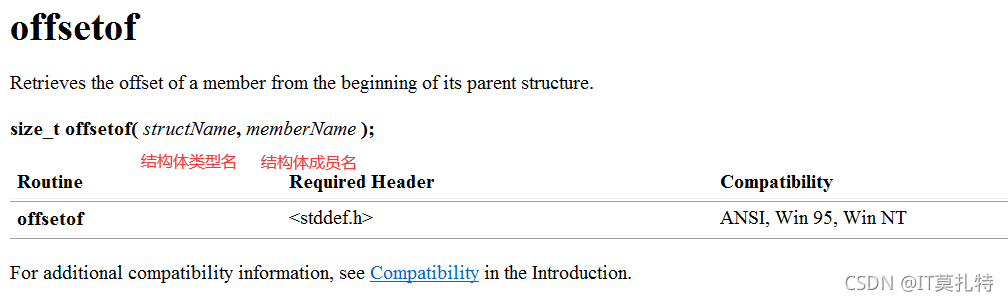 offsetof
Retrieves the offset of a member from the beginning of its parent structure.
size_t offsetof( structName, memberName );
结构体类型名 结构体成员名
Routine Required Header Compatibility
offsetof <stddef.h> ANSI, Win 95, Win NT
For additional compatibility information, see Compatibility in the Introduction.
CSDN @IT莫扎特